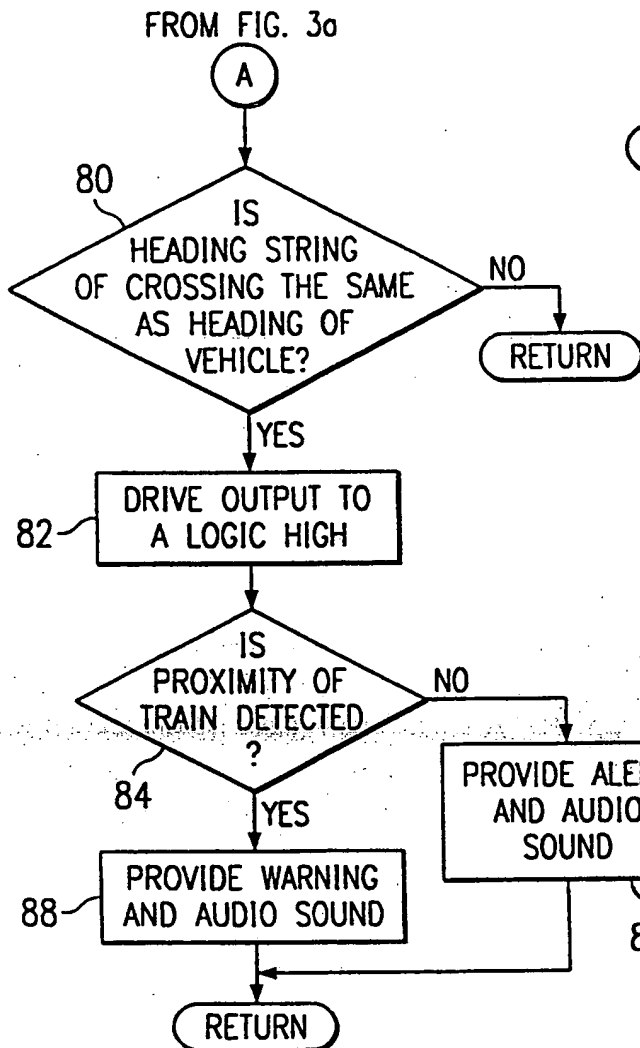 FROM FIG. 3a
A
80
IS
HEADING STRING
OF CROSSING THE SAME
AS HEADING OF
VEHICLE?
NO
RETURN
YES
82
DRIVE OUTPUT TO
A LOGIC HIGH
IS
PROXIMITY OF
TRAIN DETECTED
?
NO
84
YES
PROVIDE
AND AUDIO
SOUND
88
PROVIDE WARNING
AND AUDIO SOUND
RETURN